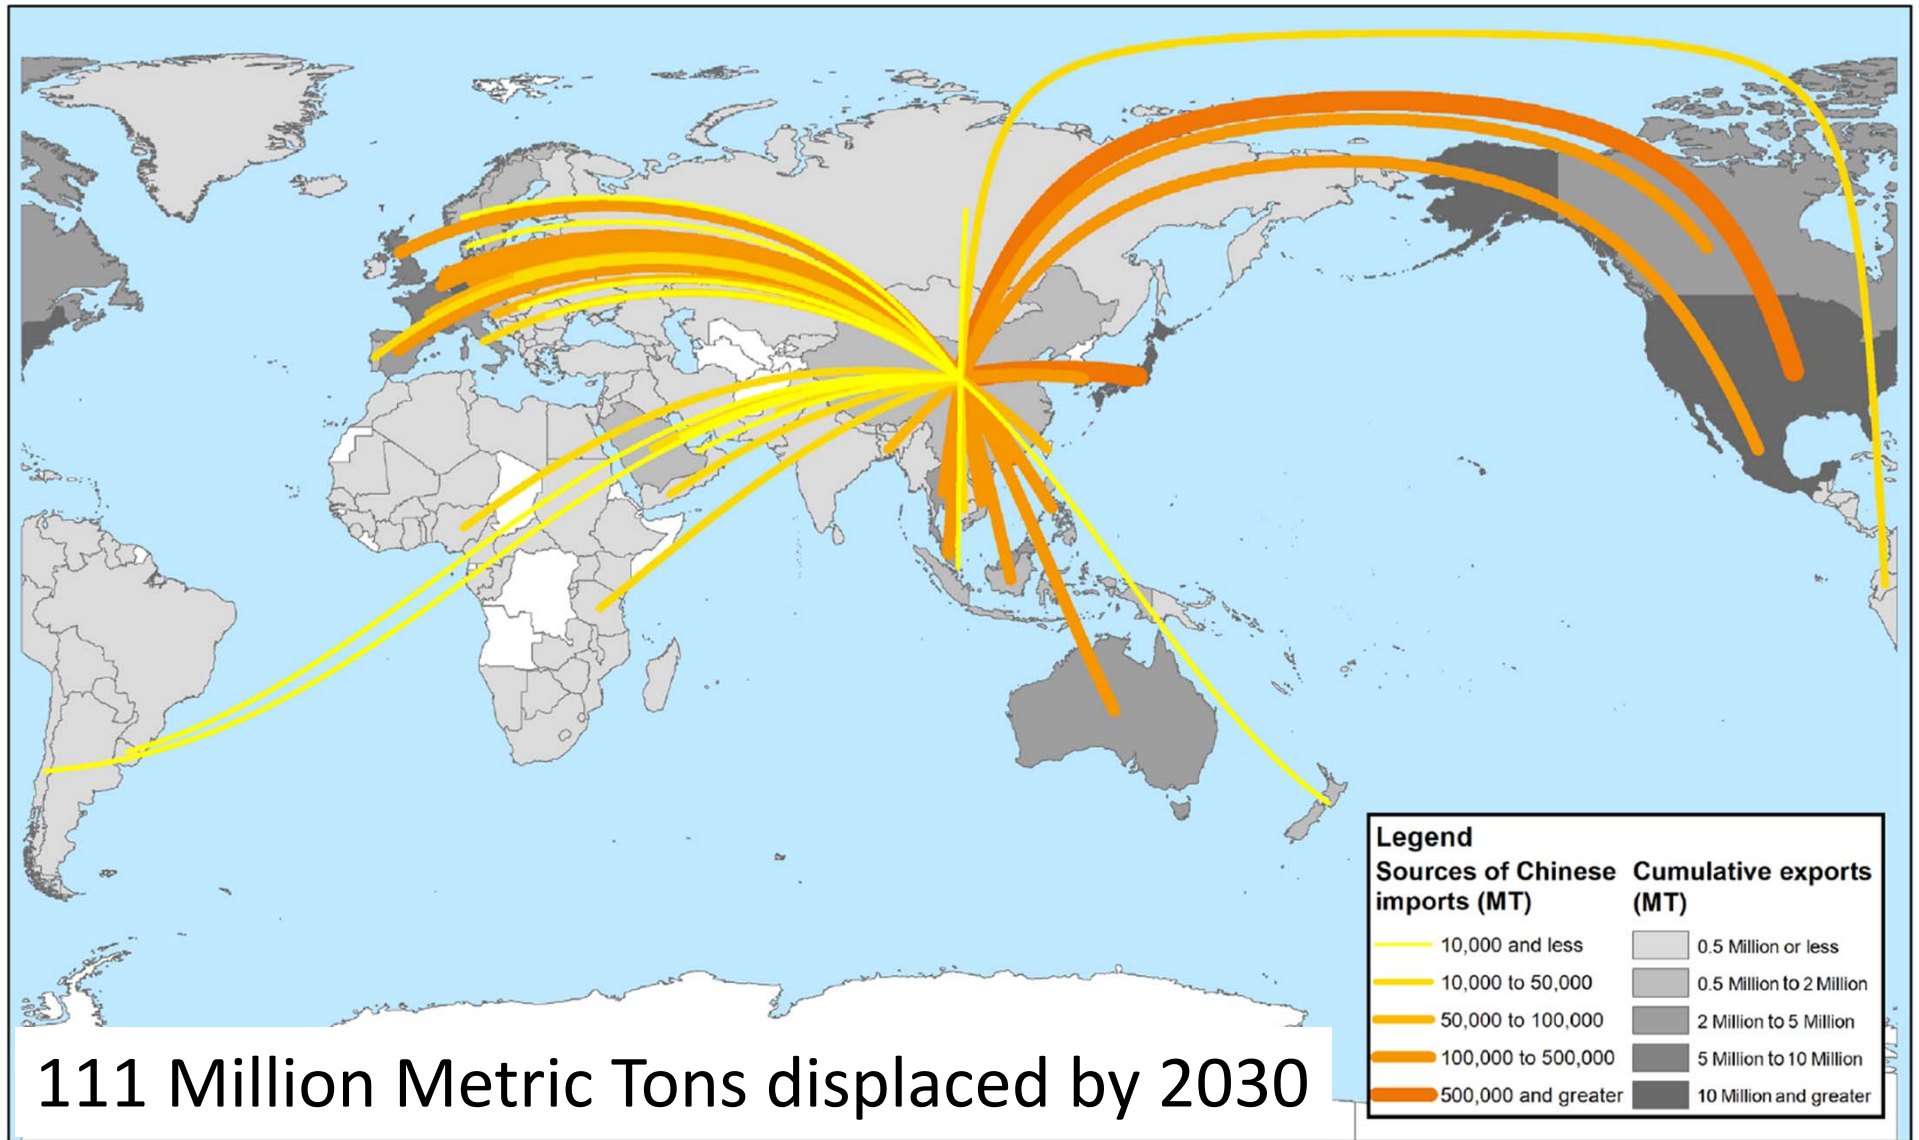 Legend
Sources of Chinese imports (MT)
10,000 and less
10,000 to 50,000
50,000 to 100,000
100,000 to 500,000
500,000 and greater
Cumulative exports (MT)
0.5 Million or less
0.5 Million to 2 Million
2 Million to 5 Million
5 Million to 10 Million
10 Million and greater
111 Million Metric Tons displaced by 2030